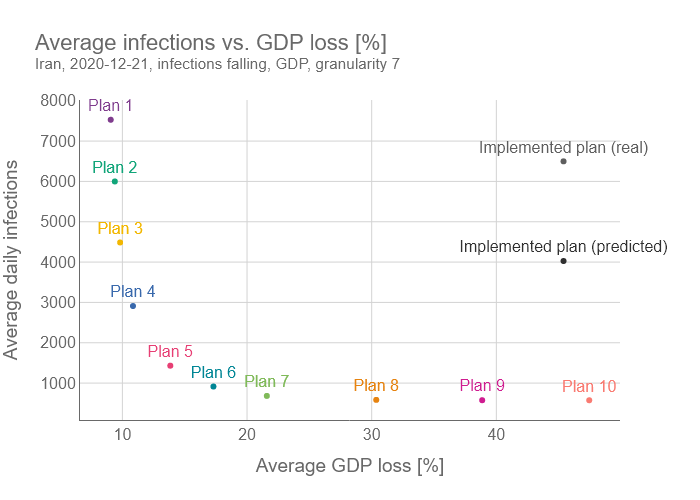 Average infections vs. GDP loss [%]
Iran, 2020-12-21, infections falling, GDP, granularity 7
Average daily infections
8000
7000
6000
5000
4000
3000
2000
1000
Plan 1
Plan 2
Plan 3
Plan 4
Plan 5
Plan 6
Plan 7
Plan 8
Plan 9
Plan 10
Implemented plan (real)
Implemented plan (predicted)
10
20
30
40
Average GDP loss [%]